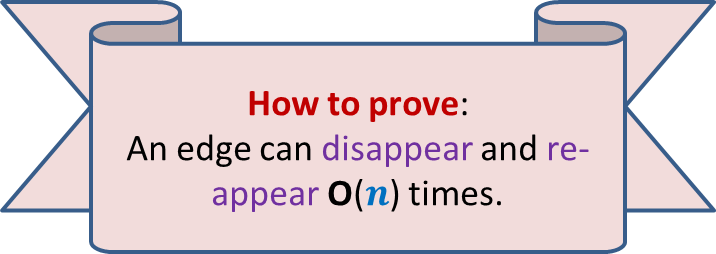 How to prove:
An edge can disappear and re-
appear O(n) times.